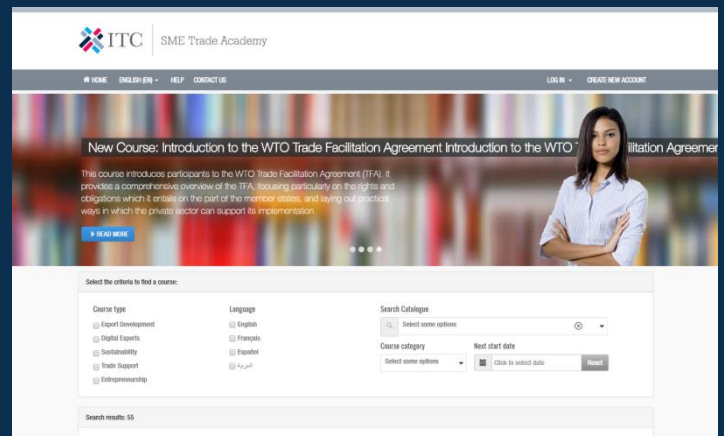 ITC SME Trade Academy
HOME ENGLISH (EN) HELP CONTACT US LOG IN CREATE NEW ACCOUNT
New Course: Introduction to the WTO Trade Facilitation Agreement Introduction to the WTO ilitation Agreemer
This course introduces participants to the WTO Trade Facilitation Agreement (TFA). It
provides a comprehensive overview of the TFA, focusing particularly on the rights and
obligations which it entails on the part of the member states, and laying out practical
ways in which the private sector can support its implementation
READ MORE
Select the criteria to find a course:
Course type
Export Development
Digital Exports
Sustainability
Trade Support
Entrepreneurship
Language
English
Français
Español
العربية
Search Catalogue
Select some options
Course category
Select some options
Next start date
Click to select date
Reset
Search results: 55